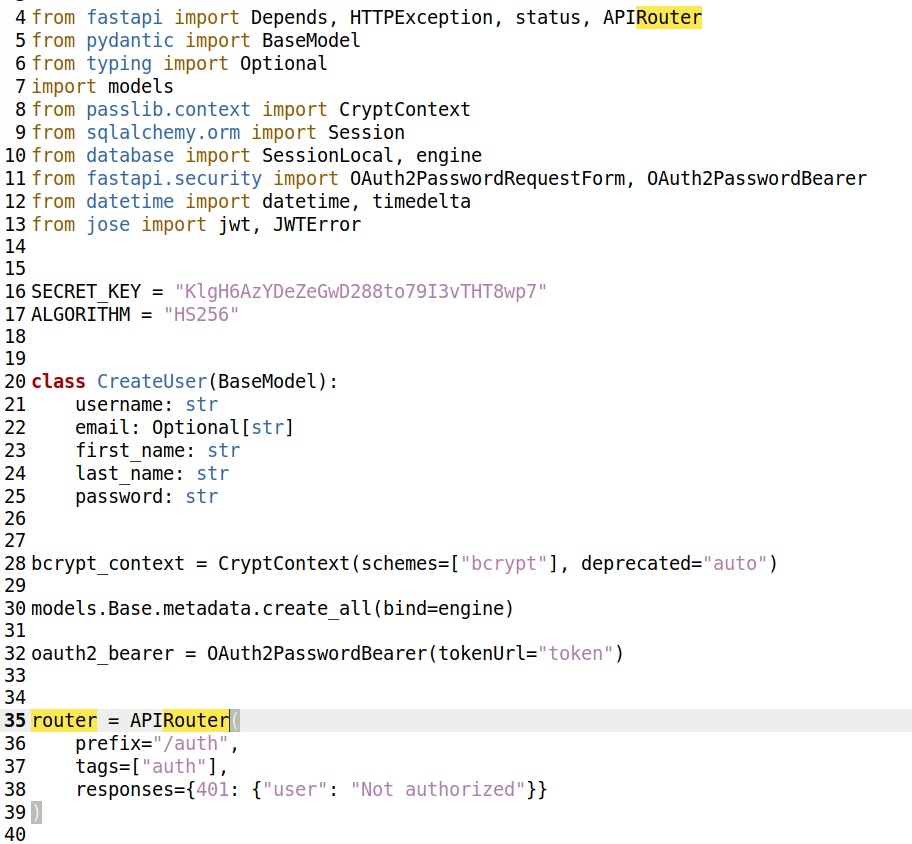 4 from fastapi import Depends, HTTPException, status, APIRouter
5 from pydantic import BaseModel
6 from typing import Optional
7 import models
8 from passlib.context import CryptContext
9 from sqlalchemy.orm import Session
10 from database import SessionLocal, engine
11 from fastapi.security import OAuth2PasswordRequestForm, OAuth2PasswordBearer
12 from datetime import datetime, timedelta
13 from jose import jwt, JWTError
14
15
16 SECRET_KEY = "KlgH6AzYDeZeGwD288to79I3vTHT8wp7"
17 ALGORITHM = "HS256"
18
19
20 class CreateUser(BaseModel):
21     username: str
22     email: Optional[str]
23     first_name: str
24     last_name: str
25     password: str
26
27
28 bcrypt_context = CryptContext(schemes=["bcrypt"], deprecated="auto")
29
30 models.Base.metadata.create_all(bind=engine)
31
32 oauth2_bearer = OAuth2PasswordBearer(tokenUrl="token")
33
34
35 router = APIRouter(
36     prefix="/auth",
37     tags=["auth"],
38     responses={401: {"user": "Not authorized"}}
39 )
40